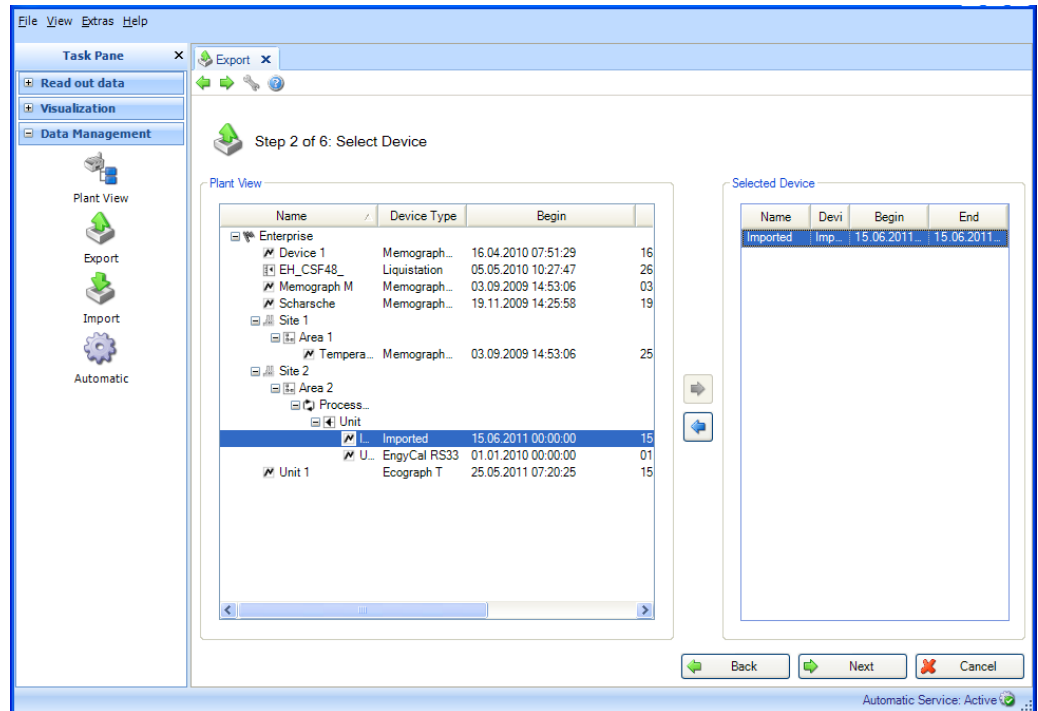 File View Extras Help
Task Pane x
Export x
Read out data
Visualization
Data Management
Plant View
Export
Import
Automatic
Step 2 of 6: Select Device
Plant View
Name Device Type Begin
Enterprise
Device 1 Memograph... 16.04.2010 07:51:29 16
EH_CSF48_ Liquistation 05.05.2010 10:27:47 26
Memograph M Memograph... 03.09.2009 14:53:06 03
Scharsche Memograph... 19.11.2009 14:25:58 19
Site 1
Area 1
Tempera... Memograph... 03.09.2009 14:53:06 25
Site 2
Area 2
Process...
Unit
I... Imported 15.06.2011 00:00:00 15
U... EngyCal RS33 01.01.2010 00:00:00 01
Unit 1 Ecograph T 25.05.2011 07:20:25 15
Selected Device
Name Devi Begin End
Imported Imp... 15.06.2011... 15.06.2011...
Back Next Cancel
Automatic Service: Active